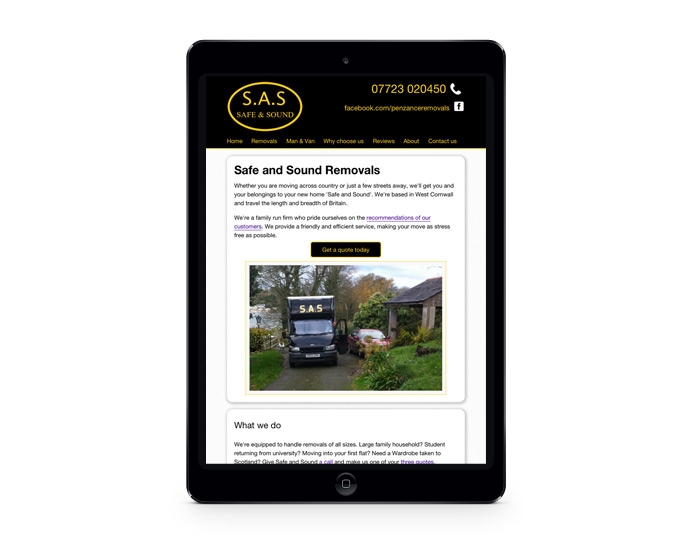 S.A.S
SAFE & SOUND
07723 020450
facebook.com/penzanceremovals
f
Home Removals Man & Van Why choose us Reviews About Contact us
Safe and Sound Removals
Whether you are moving across country or just a few streets away, we'll get you and
your belongings to your new home 'Safe and Sound'. We're based in West Cornwall
and travel the length and breadth of Britain.
We're a family run firm who pride ourselves on the recommendations of our
customers. We provide a friendly and efficient service, making your move as stress
free as possible.
Get a quote today
S.A.S
What we do
We're equipped to handle removals of all sizes. Large family household? Student
returning from university? Moving into your first flat? Need a Wardrobe taken to
Scotland? Give Safe and Sound a call and make us one of your three quotes.